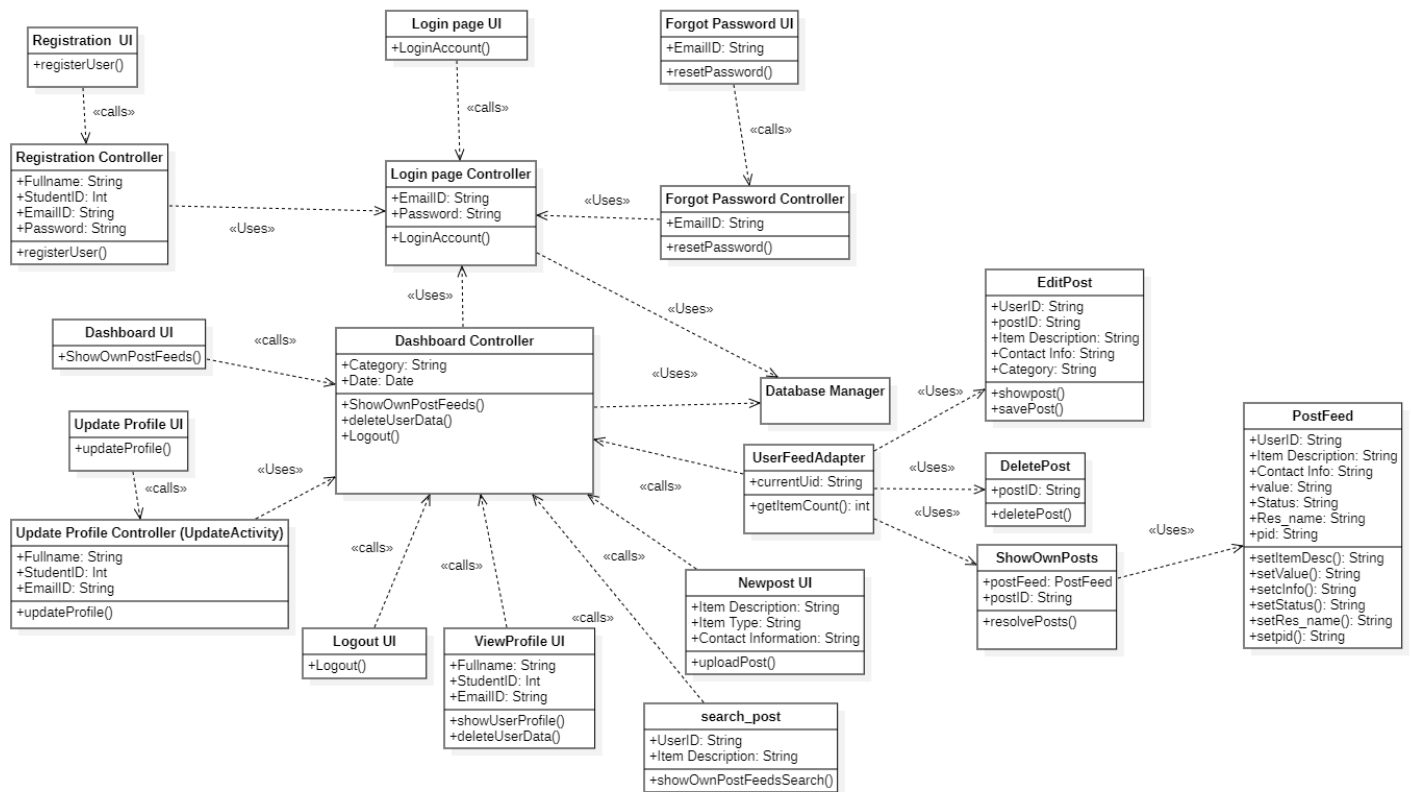 Registration  UI
+registerUser()
«calls»
Login page UI
+LoginAccount()
«calls»
Forgot Password UI
+EmailID: String
+resetPassword()
«calls»
Registration Controller
+Fullname: String
+StudentID: Int
+EmailID: String
+Password: String
+registerUser()
«Uses»
Login page Controller
+EmailID: String
+Password: String
+LoginAccount()
«Uses»
Forgot Password Controller
+EmailID: String
+resetPassword()
«Uses»
«Uses»
Dashboard UI
+ShowOwnPostFeeds()
«calls»
Dashboard Controller
+Category: String
+Date: Date
+ShowOwnPostFeeds()
+deleteUserData()
+Logout()
«Uses»
Database Manager
EditPost
+UserID: String
+postID: String
+Item Description: String
+Contact Info: String
+Category: String
+showpost()
+savePost()
«Uses»
Update Profile UI
+updateProfile()
«calls»
«Uses»
UserFeedAdapter
+currentUid: String
+getItemCount(): int
«calls»
«Uses»
DeletePost
+postID: String
+deletePost()
«Uses»
PostFeed
+UserID: String
+Item Description: String
+Contact Info: String
+value: String
+Status: String
+Res_name: String
+pid: String
+setItemDesc(): String
+setValue(): String
+setcInfo(): String
+setStatus(): String
+setRes_name(): String
+setpid(): String
«Uses»
ShowOwnPosts
+postFeed: PostFeed
+postID: String
+resolvePosts()
Update Profile Controller (UpdateActivity)
+Fullname: String
+StudentID: Int
+EmailID: String
+updateProfile()
«calls»
«calls»
«calls»
«calls»
Newpost UI
+Item Description: String
+Item Type: String
+Contact Information: String
+uploadPost()
Logout UI
+Logout()
ViewProfile UI
+Fullname: String
+StudentID: Int
+EmailID: String
+showUserProfile()
+deleteUserData()
search_post
+UserID: String
+Item Description: String
+showOwnPostFeedsSearch()